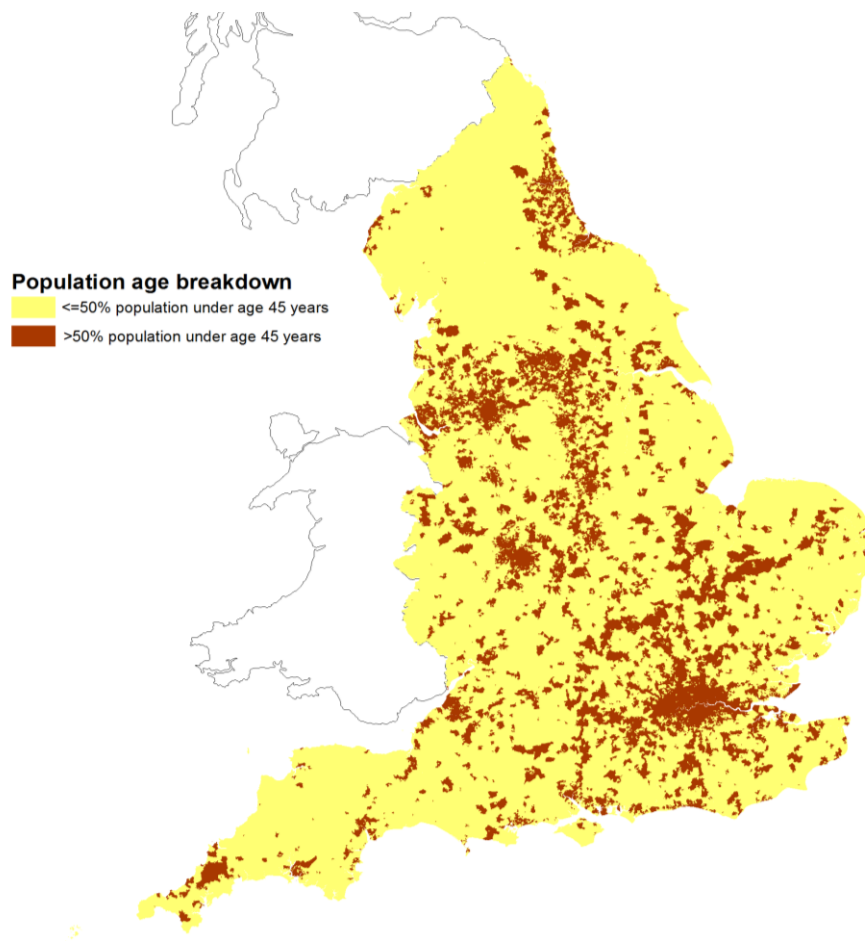 Population age breakdown
<=50% population under age 45 years
>50% population under age 45 years